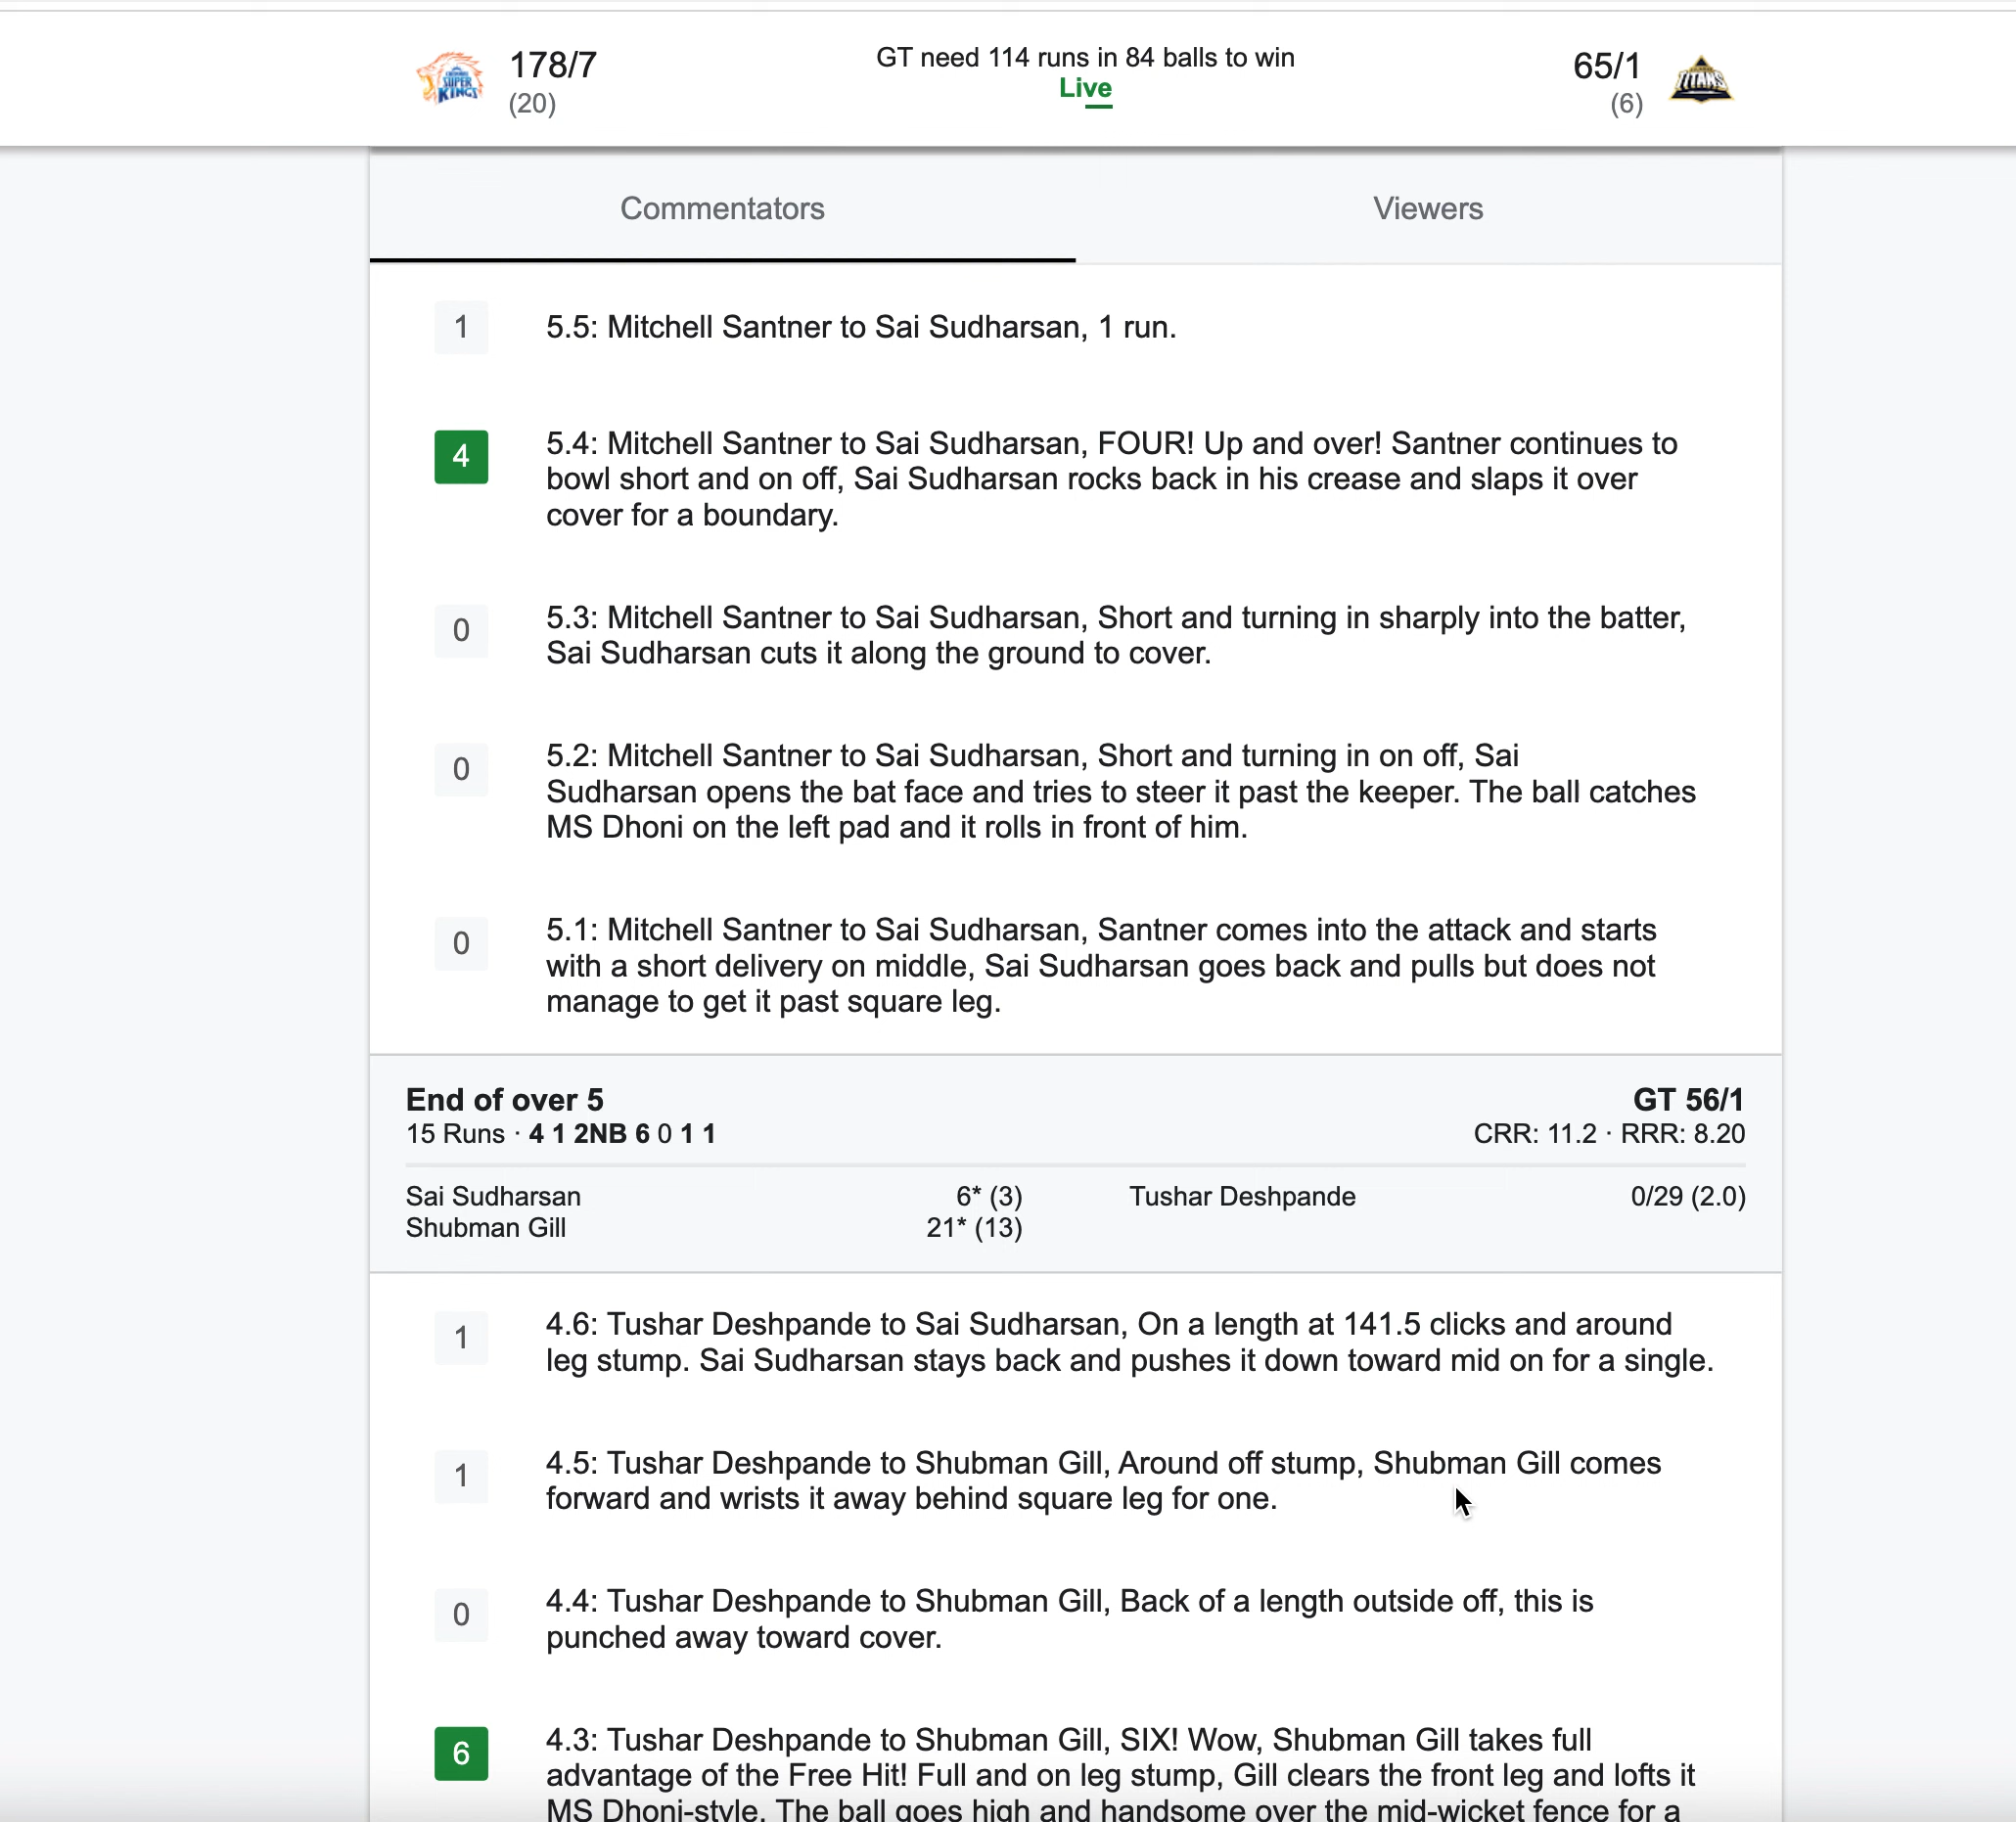 178/7
(20)
GT need 114 runs in 84 balls to win
Live
65/1
(6)
SUPER
KINGS
TITANS
Commentators
Viewers
1
5.5: Mitchell Santner to Sai Sudharsan, 1 run.
4
5.4: Mitchell Santner to Sai Sudharsan, FOUR! Up and over! Santner continues to
bowl short and on off, Sai Sudharsan rocks back in his crease and slaps it over
cover for a boundary.
0
5.3: Mitchell Santner to Sai Sudharsan, Short and turning in sharply into the batter,
Sai Sudharsan cuts it along the ground to cover.
0
5.2: Mitchell Santner to Sai Sudharsan, Short and turning in on off, Sai
Sudharsan opens the bat face and tries to steer it past the keeper. The ball catches
MS Dhoni on the left pad and it rolls in front of him.
0
5.1: Mitchell Santner to Sai Sudharsan, Santner comes into the attack and starts
with a short delivery on middle, Sai Sudharsan goes back and pulls but does not
manage to get it past square leg.
End of over 5
GT 56/1
15 Runs · 4 1 2NB 6 0 1 1
CRR: 11.2 · RRR: 8.20
Sai Sudharsan 6* (3)
Tushar Deshpande 0/29 (2.0)
Shubman Gill 21* (13)
1
4.6: Tushar Deshpande to Sai Sudharsan, On a length at 141.5 clicks and around
leg stump. Sai Sudharsan stays back and pushes it down toward mid on for a single.
1
4.5: Tushar Deshpande to Shubman Gill, Around off stump, Shubman Gill comes
forward and wrists it away behind square leg for one.
0
4.4: Tushar Deshpande to Shubman Gill, Back of a length outside off, this is
punched away toward cover.
6
4.3: Tushar Deshpande to Shubman Gill, SIX! Wow, Shubman Gill takes full
advantage of the Free Hit! Full and on leg stump, Gill clears the front leg and lofts it
MS Dhoni-style. The ball goes high and handsome over the mid-wicket fence for a